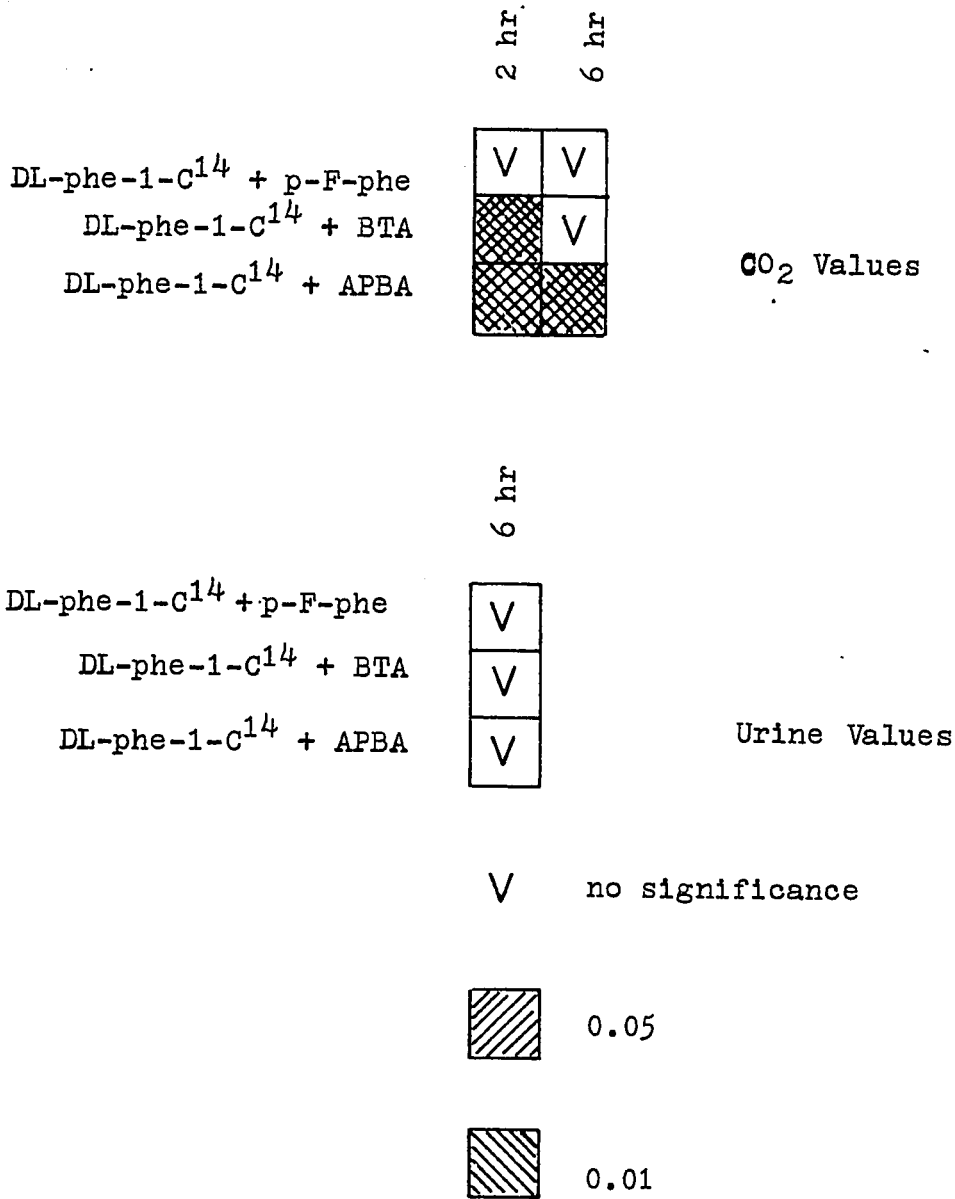 2 hr.
6 hr
V V
DL-phe-1-C14 + p-F-phe
DL-phe-1-C14 + BTA
V
DL-phe-1-C14 + APBA
CO2 Values
6 hr
DL-phe-1-C14 + p-F-phe
V
DL-phe-1-C14 + BTA
V
DL-phe-1-C14 + APBA
V
Urine Values
V no significance
0.05
0.01